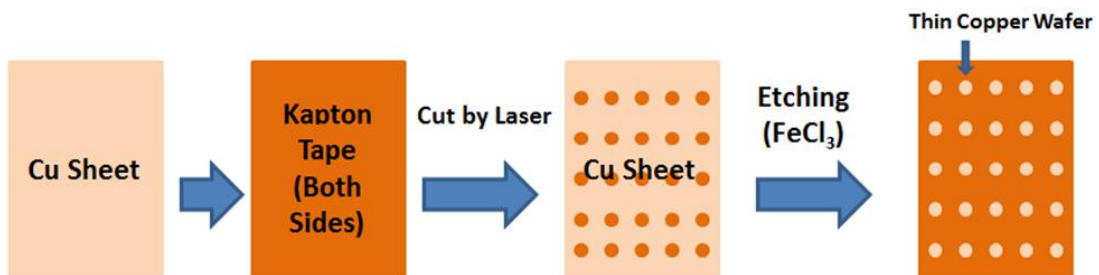 Thin Copper Wafer
Cu Sheet
Kapton
Tape
(Both
Sides)
Cut by Laser
Cu Sheet
Etching
(FeCl₃)